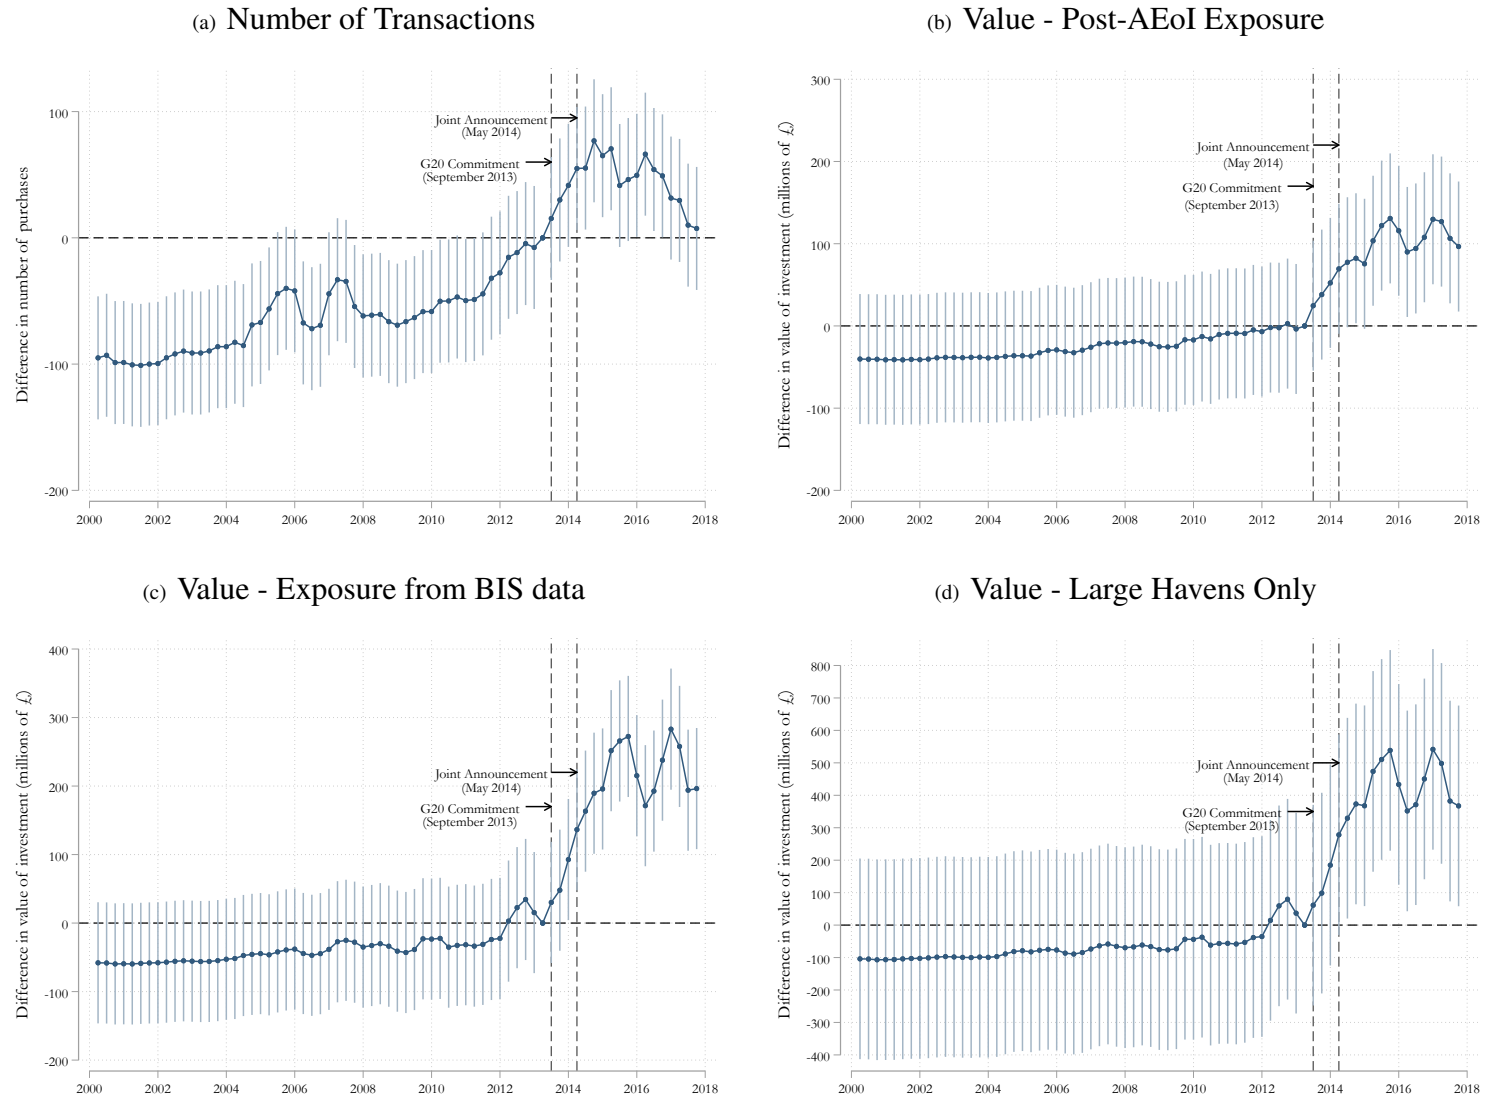 (a) Number of Transactions
Difference in number of purchases
100
0
-100
-200
Joint Announcement
(May 2014)
G20 Commitment
(September 2013)
2000 2002 2004 2006 2008 2010 2012 2014 2016 2018
(b) Value - Post-AEoI Exposure
Difference in value of investment (millions of £)
300
200
100
0
-100
-200
Joint Announcement
(May 2014)
G20 Commitment
(September 2013)
2000 2002 2004 2006 2008 2010 2012 2014 2016 2018
(c) Value - Exposure from BIS data
Difference in value of investment (millions of £)
400
300
200
100
0
-100
-200
Joint Announcement
(May 2014)
G20 Commitment
(September 2013)
2000 2002 2004 2006 2008 2010 2012 2014 2016 2018
(d) Value - Large Havens Only
Difference in value of investment (millions of £)
800
700
600
500
400
300
200
100
0
-100
-200
-300
-400
Joint Announcement
(May 2014)
G20 Commitment
(September 2013)
2000 2002 2004 2006 2008 2010 2012 2014 2016 2018